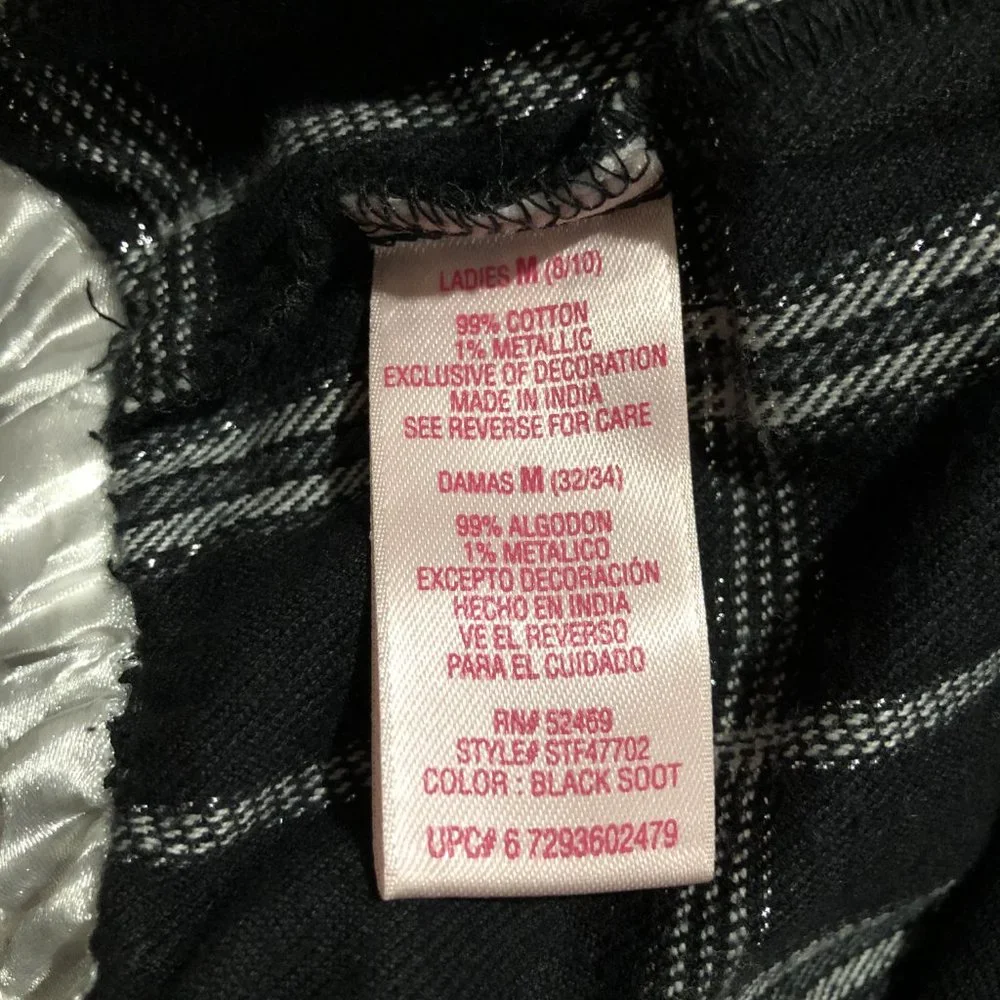 LADIES M (8/10)
99% COTTON
1% METALLIC
EXCLUSIVE OF DECORATION
MADE IN INDIA
SEE REVERSE FOR CARE
DAMAS M (32/34)
99% ALGODON
1% METALICO
EXCEPTO DECORACIÓN
HECHO EN INDIA
VE EL REVERSO
PARA EL CUIDADO
RN# 52469
STYLE# STF47702
COLOR : BLACK SOOT
UPC# 6 7293602479